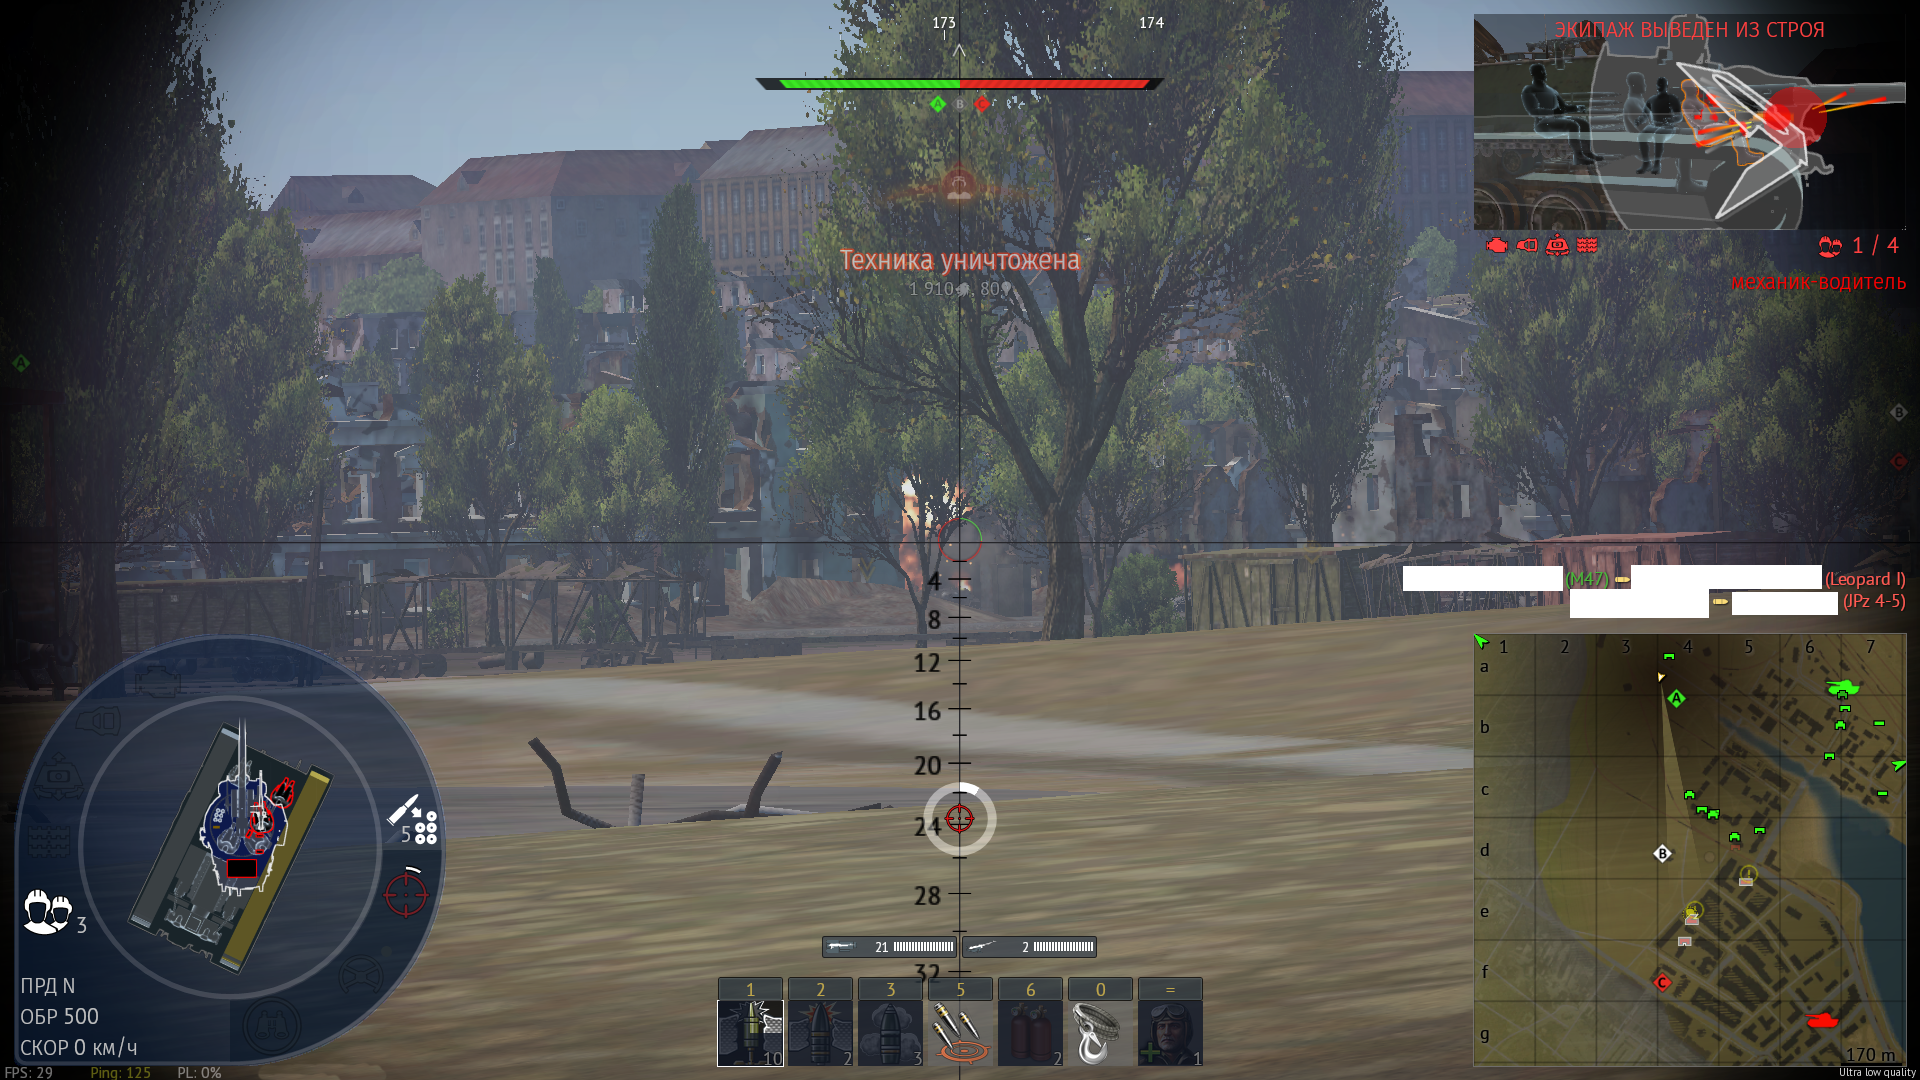 173 174
ЭКИПАЖ ВЫВЕДЕН ИЗ СТРОЯ
A B C
1 / 4
механик-водитель
Техника уничтожена
1 910 80
A
B
C
4
8
12
16
20
24
28
32
(M47) (Leopard I)
(JPz 4-5)
1 2 3 4 5 6 7
a
b
c
d
e
f
g
A
B
C
170 m
5
3
ПРД N
ОБР 500
СКОР 0 км/ч
21 2
1 2 3 5 6 0 =
10 2 3 2 1
FPS: 29 Ping: 125 PL: 0%
Ultra low quality